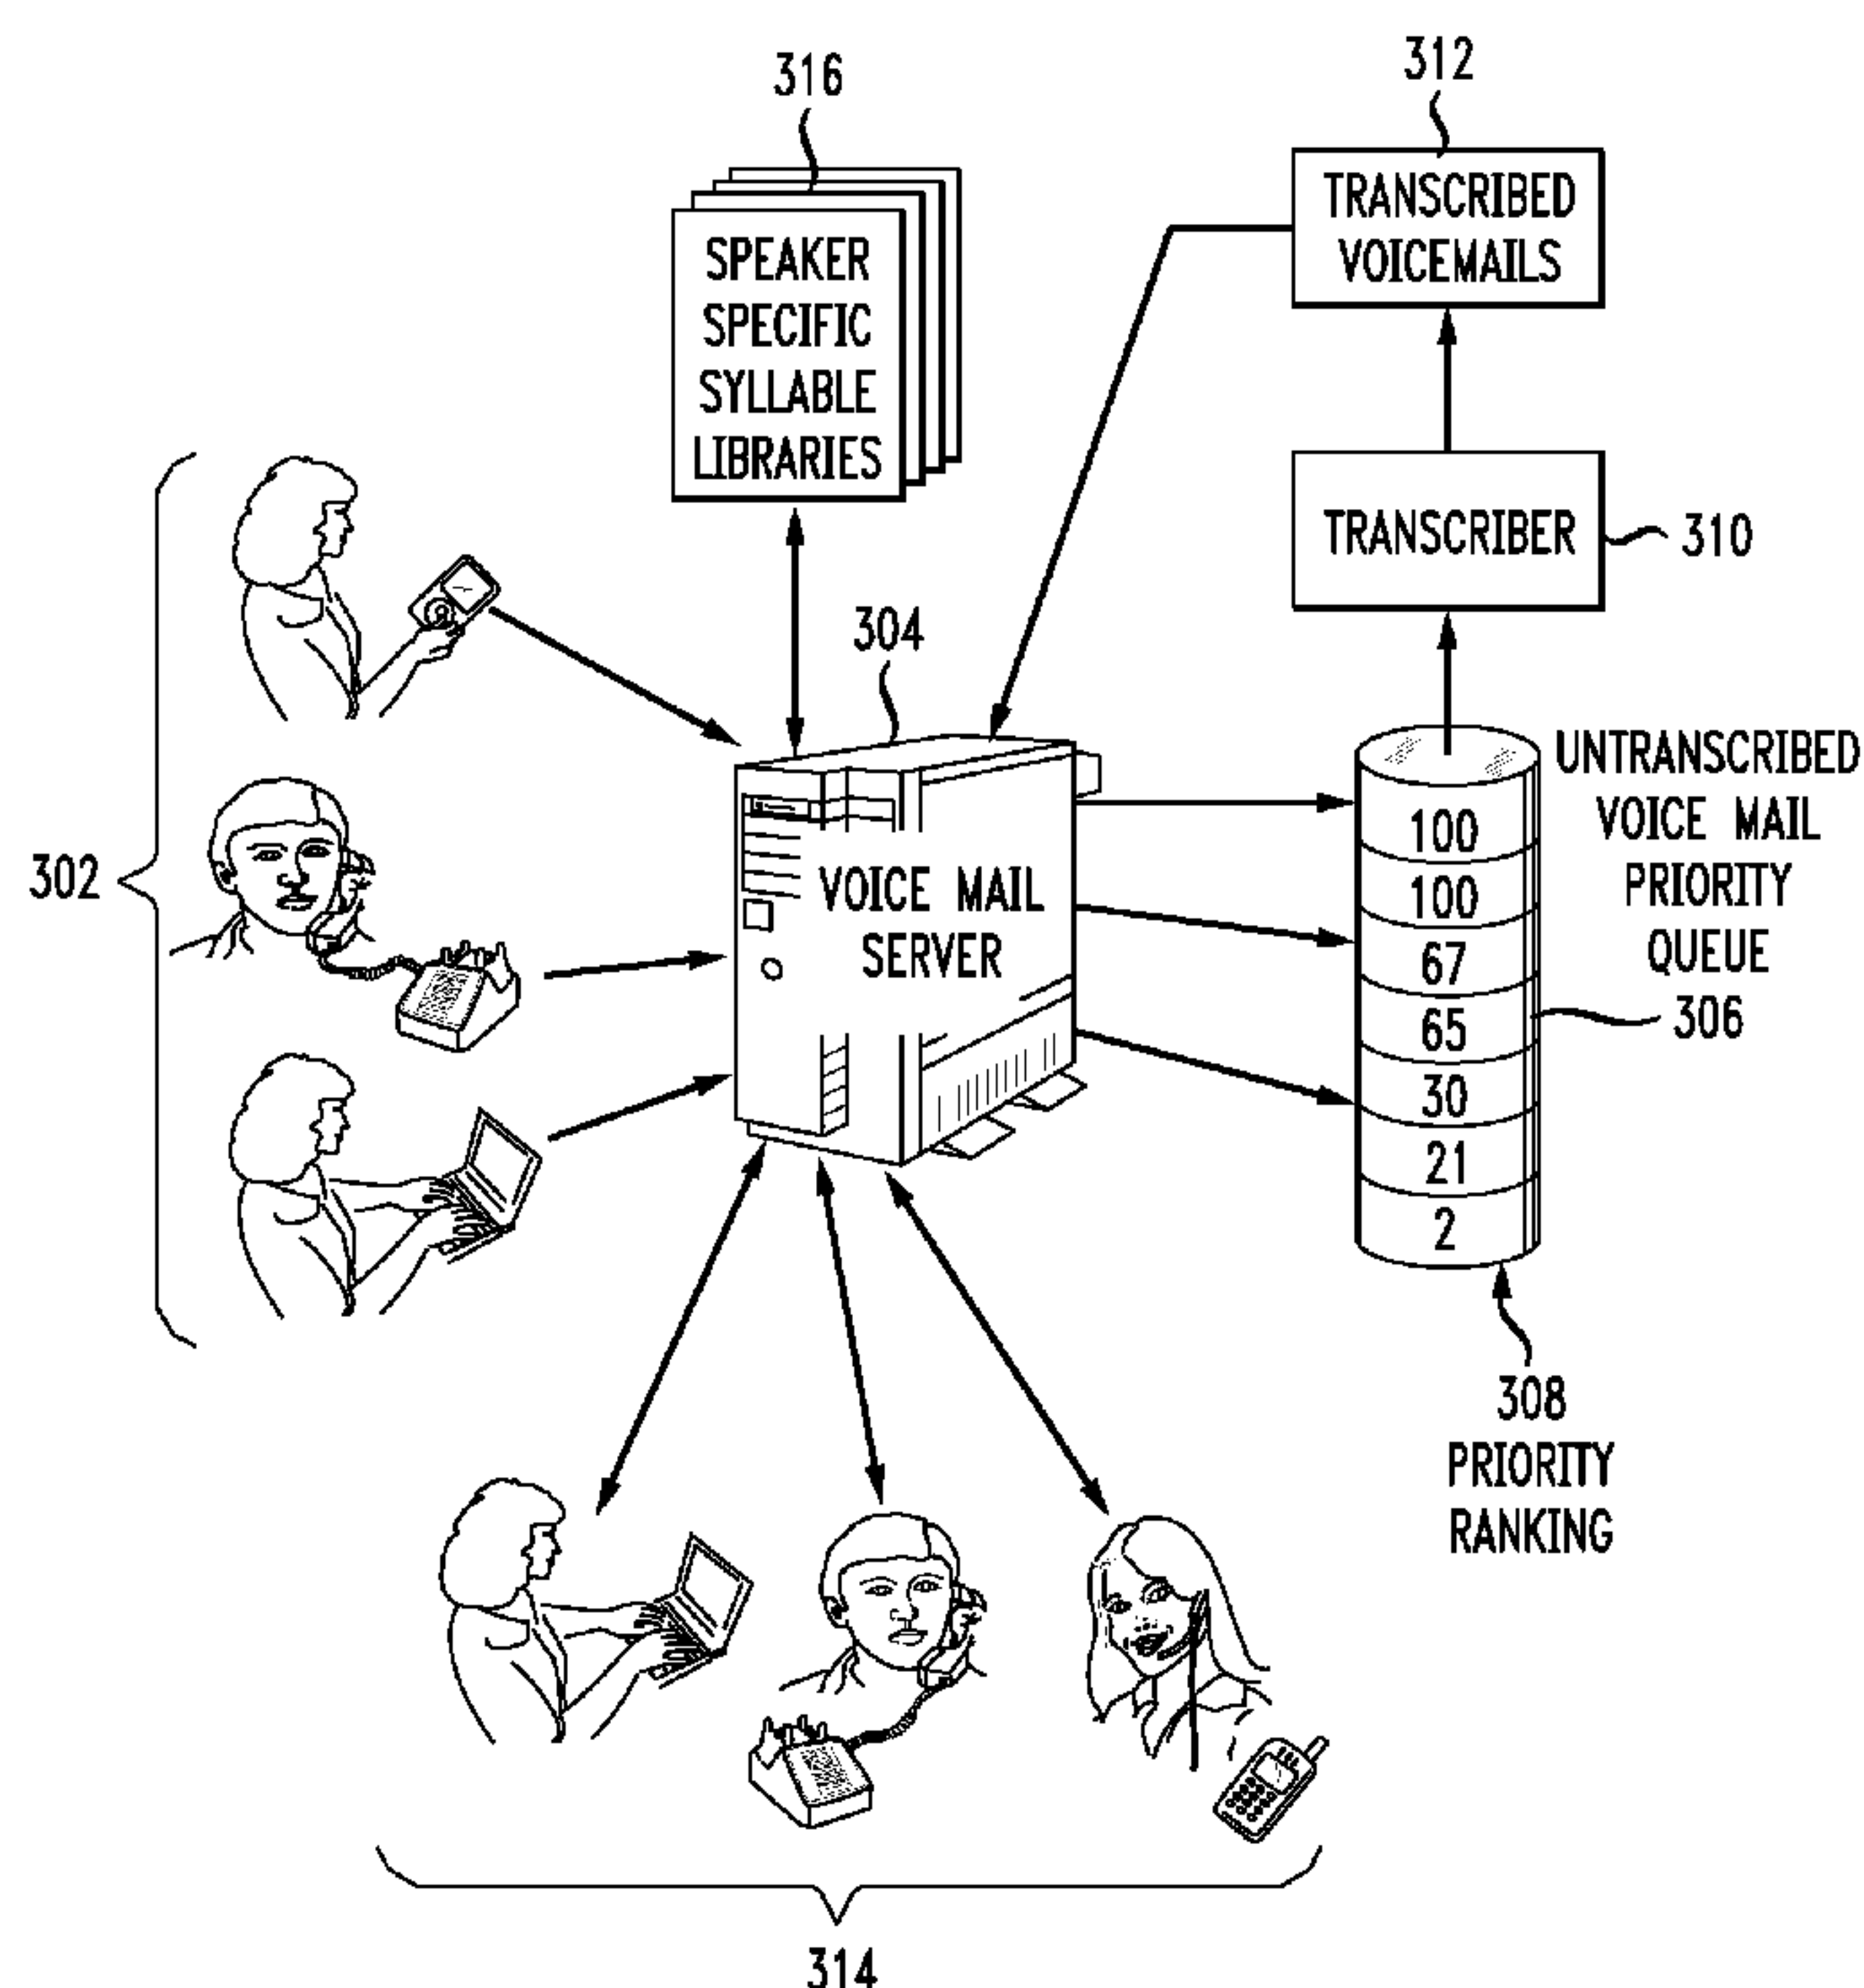 316
312
SPEAKER
SPECIFIC
SYLLABLE
LIBRARIES
TRANSCRIBED
VOICEMAILS
TRANSCRIBER
310
304
302
VOICE MAIL
SERVER
UNTRANSCRIBED
VOICE MAIL
PRIORITY
QUEUE
306
100
100
67
65
30
21
2
308
PRIORITY
RANKING
314